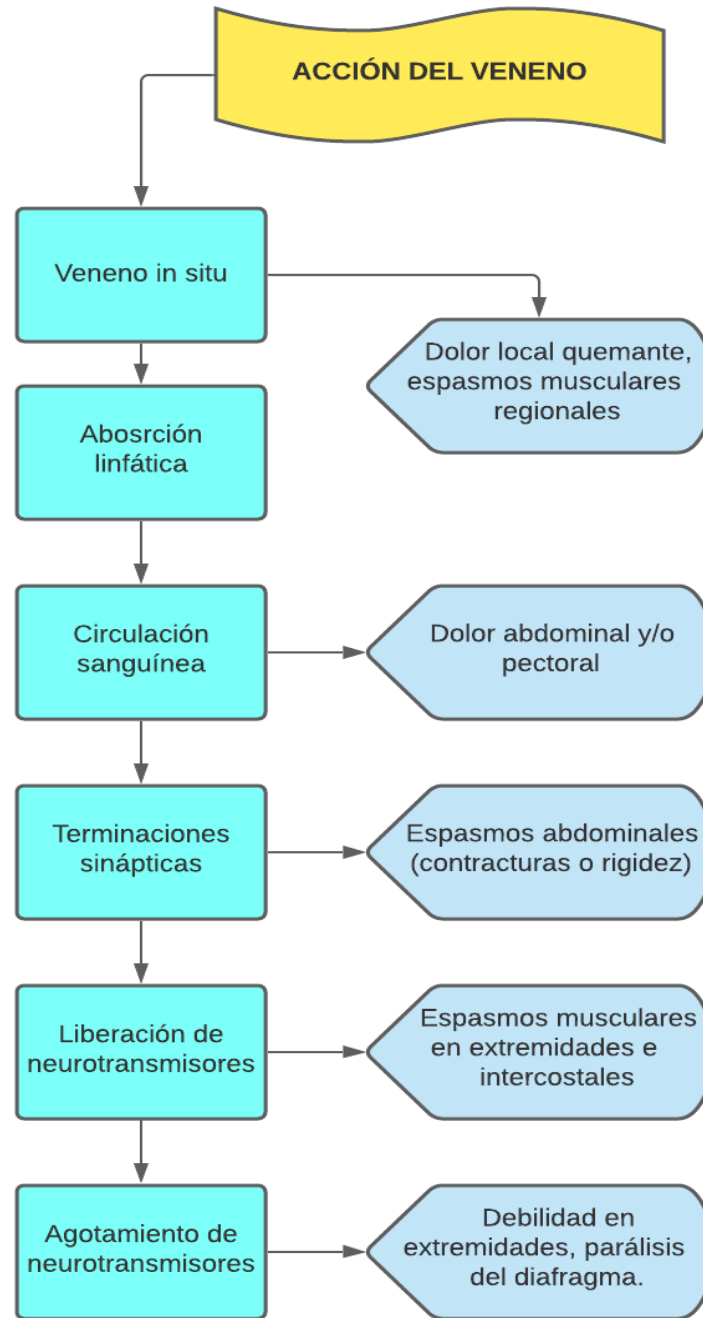 ACCIÓN DEL VENENO
Veneno in situ
Dolor local quemante,
espasmos musculares
regionales
Abosrción
linfática
Circulación
sanguínea
Dolor abdominal y/o
pectoral
Terminaciones
sinápticas
Espasmos abdominales
(contracturas o rigidez)
Liberación de
neurotransmisores
Espasmos musculares
en extremidades e
intercostales
Agotamiento de
neurotransmisores
Debilidad en
extremidades, parálisis
del diafragma.